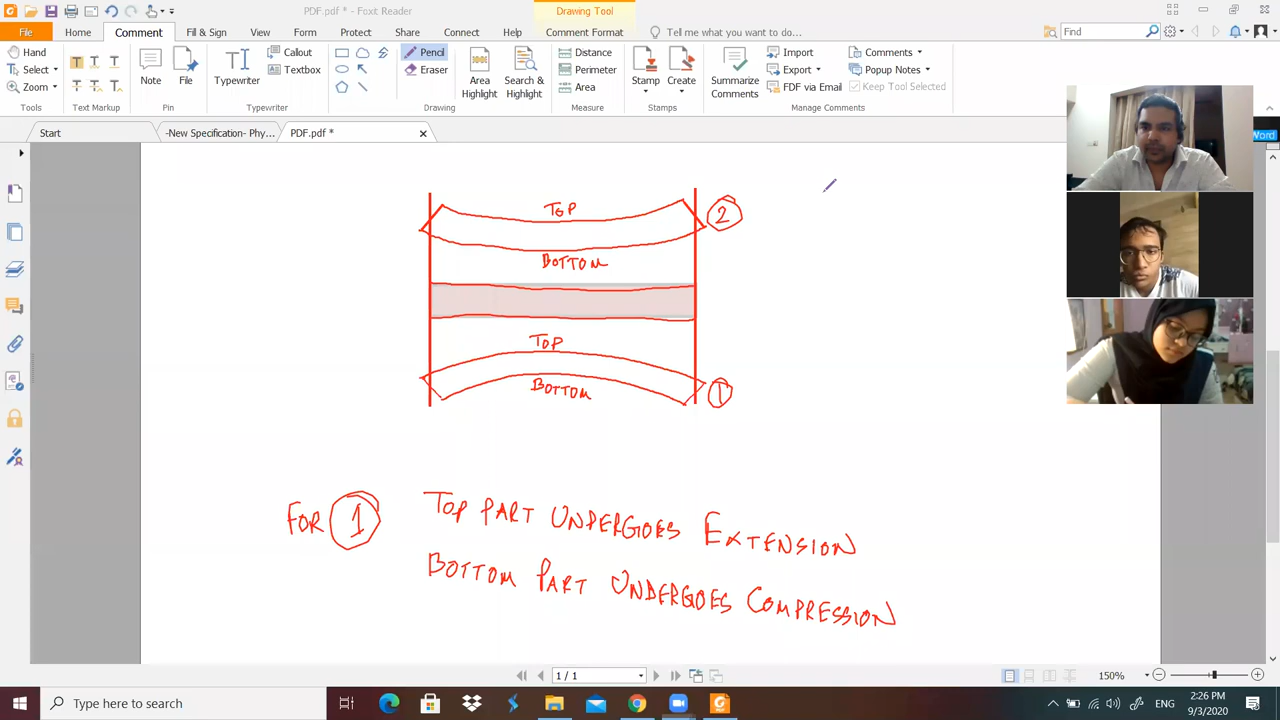 PDF.pdf * - Foxit Reader
Drawing Tool
File Home Comment Fill & Sign View Form Protect Share Connect Help Comment Format Tell me what you want to do... Find
Hand
Select
Zoom
Tools
Text Markup
Note
File
Pin
Typewriter
Callout
Textbox
Typewriter
Pencil
Eraser
Drawing
Area Highlight
Search & Highlight
Distance
Perimeter
Area
Measure
Stamp
Create
Stamps
Summarize Comments
Import
Export
FDF via Email
Comments
Popup Notes
Keep Tool Selected
Manage Comments
Start
-New Specification- Phy...
PDF.pdf *
Word
TOP
2
BOTTOM
TOP
BOTTOM
1
FOR 1 TOP PART UNDERGOES EXTENSION
BOTTOM PART UNDERGOES COMPRESSION
1 / 1
150%
Type here to search
ENG
2:26 PM
9/3/2020